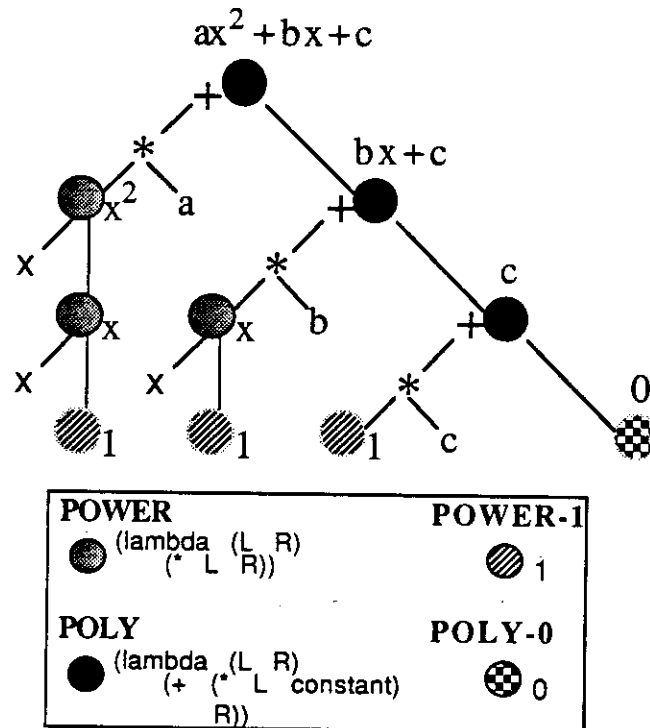 ax² + bx + c
+
* bx + c
x² a +
x * c
x x b +
x x * 0
1 1 1 c
POWER POWER-1
(lambda (L R)
(* L R)) 1
POLY POLY-0
(lambda (L R)
(+ (* L constant) 0
R))